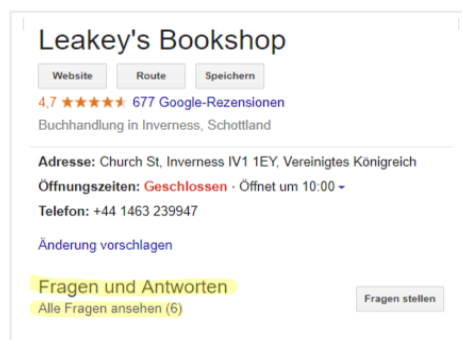 Leakey's Bookshop
Website Route Speichern
4,7 ★★★★★ 677 Google-Rezensionen
Buchhandlung in Inverness, Schottland
Adresse: Church St, Inverness IV1 1EY, Vereinigtes Königreich
Öffnungszeiten: Geschlossen · Öffnet um 10:00
Telefon: +44 1463 239947
Änderung vorschlagen
Fragen und Antworten
Alle Fragen ansehen (6)
Fragen stellen